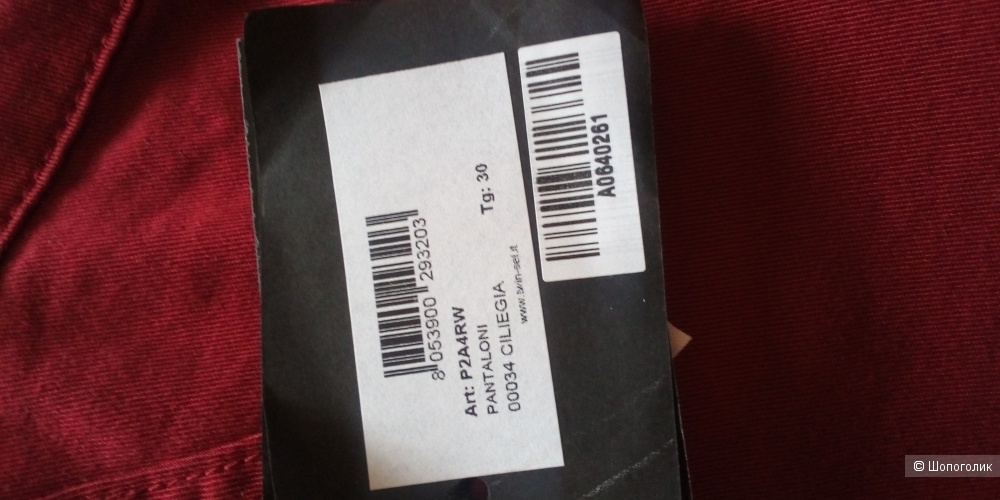 8 053900 293203
Art: P2A4RW
Tg: 30
PANTALONI
00034 CILIEGIA
www.twin-set.it
A0640261
© Шопоголик